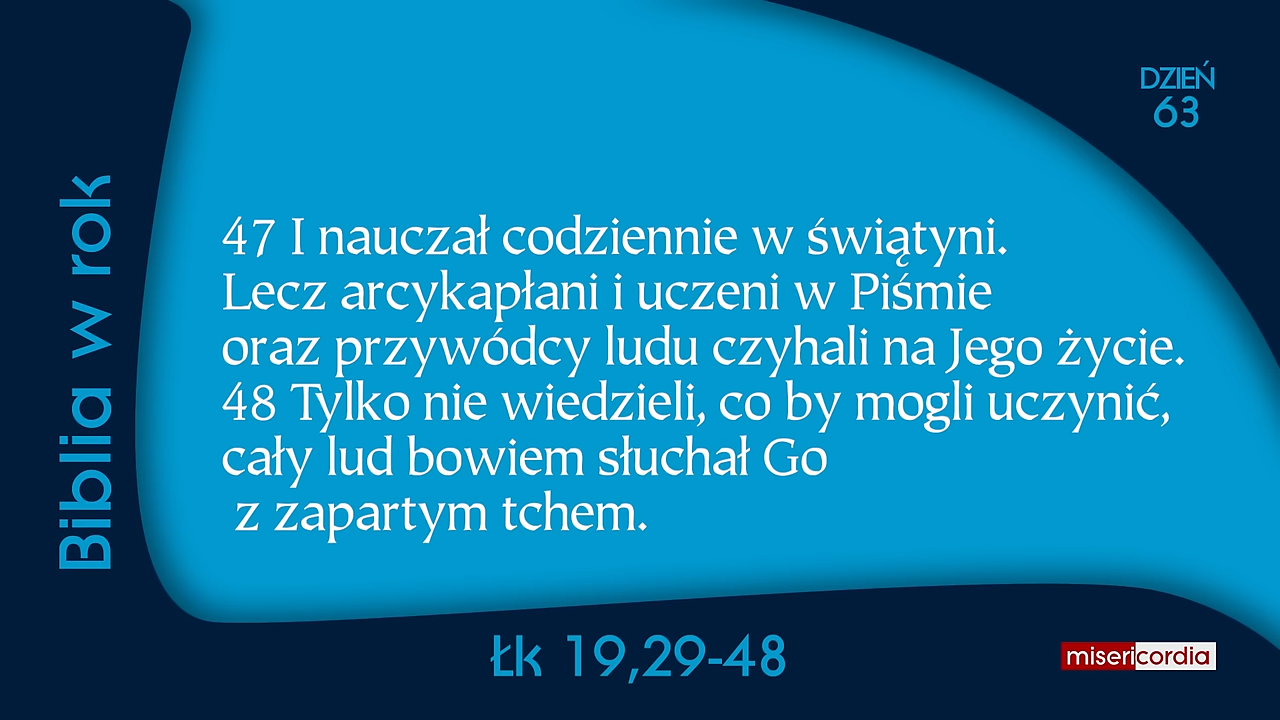 DZIEŃ
63
Biblia w rok
47 I nauczał codziennie w świątyni.
Lecz arcykapłani i uczeni w Piśmie
oraz przywódcy ludu czyhali na Jego życie.
48 Tylko nie wiedzieli, co by mogli uczynić,
cały lud bowiem słuchał Go
z zapartym tchem.
Łk 19,29-48
misericordia